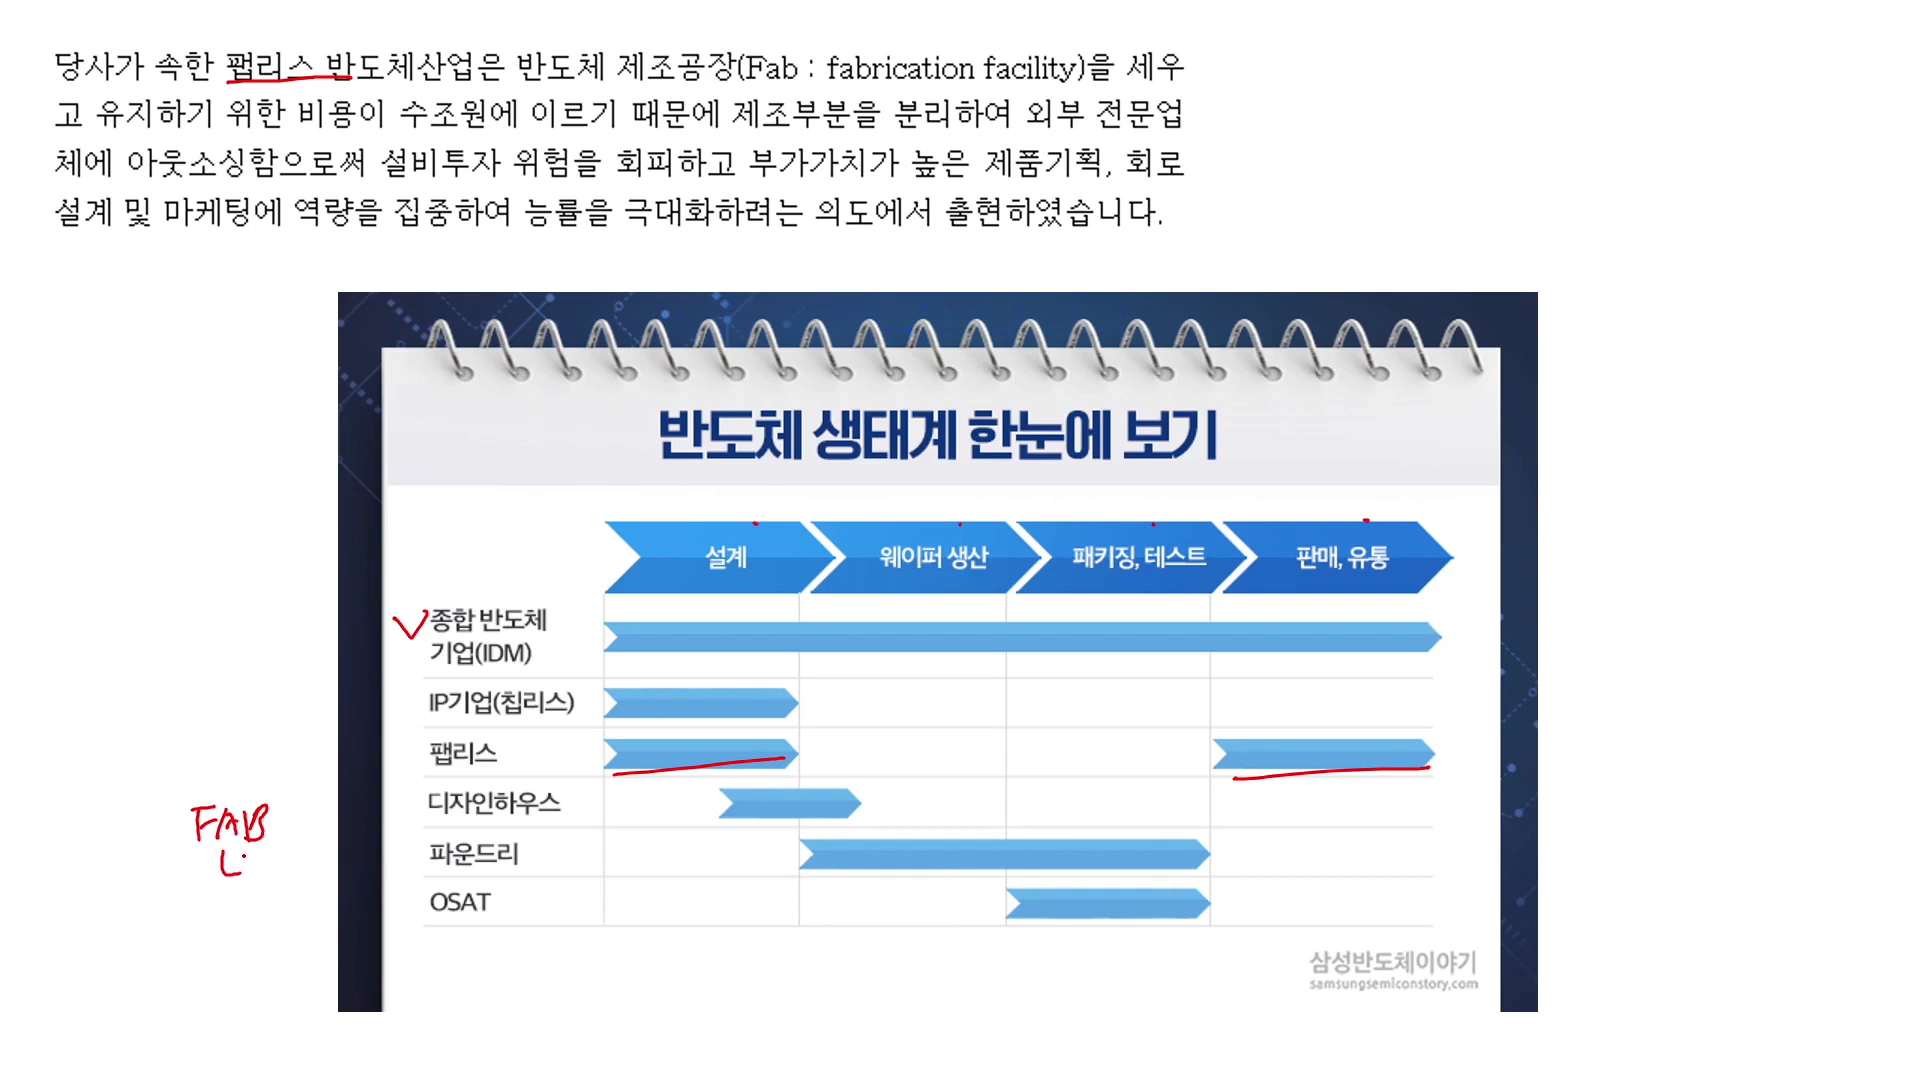 당사가 속한 팹리스 반도체산업은 반도체 제조공장(Fab : fabrication facility)을 세우
고 유지하기 위한 비용이 수조원에 이르기 때문에 제조부분을 분리하여 외부 전문업
체에 아웃소싱함으로써 설비투자 위험을 회피하고 부가가치가 높은 제품기획, 회로
설계 및 마케팅에 역량을 집중하여 능률을 극대화하려는 의도에서 출현하였습니다.
반도체 생태계 한눈에 보기
설계 웨이퍼 생산 패키징, 테스트 판매, 유통
종합 반도체
기업(IDM)
IP기업(칩리스)
팹리스
디자인하우스
파운드리
OSAT
FAB
L
삼성반도체이야기
samsungsemiconstory.com